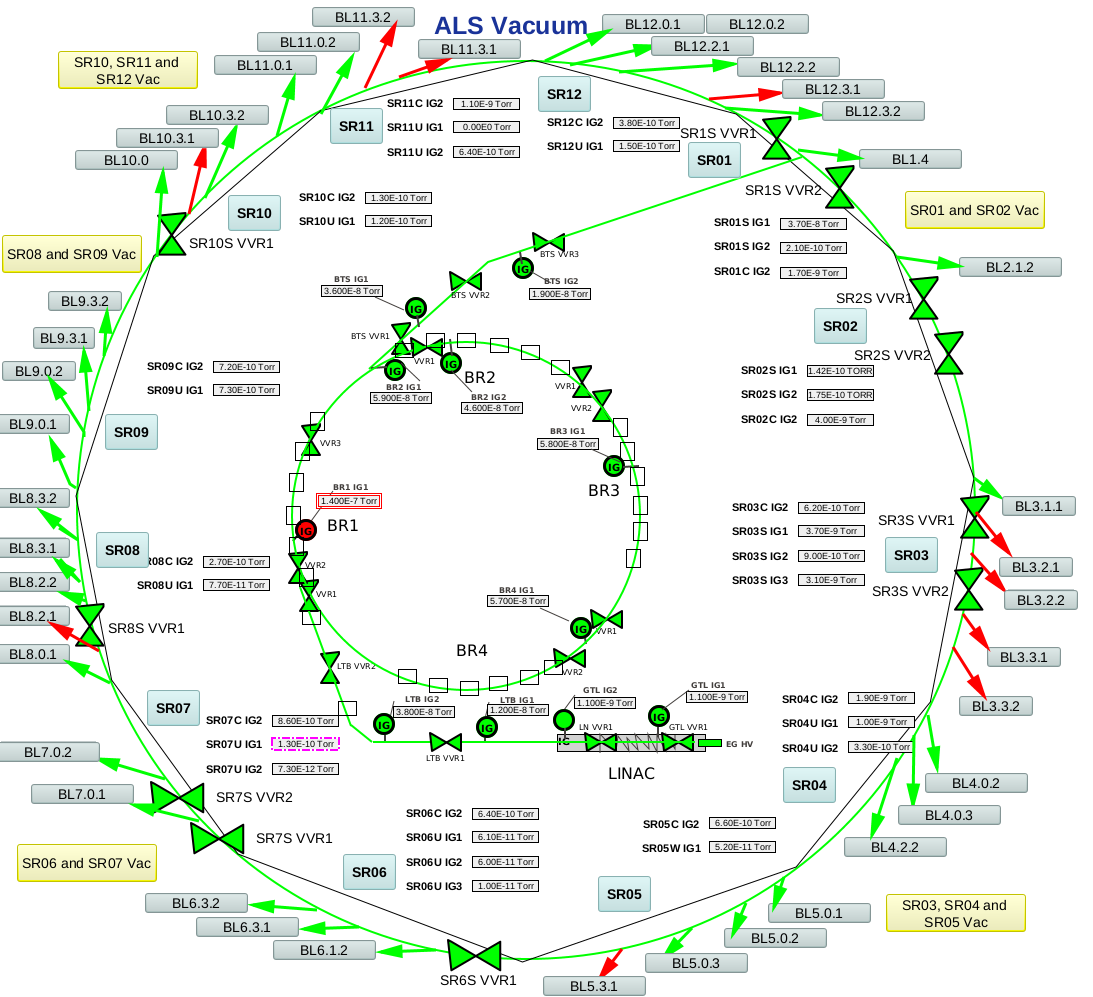 ALS Vacuum
BL11.3.2
BL11.0.2
BL11.0.1
BL11.3.1
BL12.0.1
BL12.0.2
BL12.2.1
BL12.2.2
BL12.3.1
BL12.3.2
SR10, SR11 and
SR12 Vac
BL10.3.2
BL10.3.1
BL10.0
SR11
SR11C IG2 1.10E-9 Torr
SR11U IG1 0.00E0 Torr
SR11U IG2 6.40E-10 Torr
SR12
SR12C IG2 3.80E-10 Torr
SR12U IG1 1.50E-10 Torr
SR1S VVR1
SR01
BL1.4
SR1S VVR2
SR01 and SR02 Vac
SR10
SR10C IG2 1.30E-10 Torr
SR10U IG1 1.20E-10 Torr
SR10S VVR1
SR08 and SR09 Vac
SR01S IG1 3.70E-8 Torr
SR01S IG2 2.10E-10 Torr
SR01C IG2 1.70E-9 Torr
BL2.1.2
BTS VVR3
IG
BTS IG2
1.900E-8 Torr
BTS IG1
3.600E-8 Torr
BTS VVR2
IG
BTS VVR1
VVR1
IG
BR2 IG1
5.900E-8 Torr
IG
BR2
BR2 IG2
4.600E-8 Torr
BL9.3.2
BL9.3.1
BL9.0.2
BL9.0.1
SR09C IG2 7.20E-10 Torr
SR09U IG1 7.30E-10 Torr
SR09
SR2S VVR1
SR02
SR2S VVR2
SR02S IG1 1.42E-10 TORR
SR02S IG2 1.75E-10 TORR
SR02C IG2 4.00E-9 Torr
VVR1
VVR2
BR3 IG1
5.800E-8 Torr
IG
BR3
VVR3
BR1 IG1
1.400E-7 Torr
IG
BR1
VVR2
VVR1
BL8.3.2
BL8.3.1
BL8.2.2
BL8.2.1
BL8.0.1
SR08
R08C IG2 2.70E-10 Torr
SR08U IG1 7.70E-11 Torr
SR8S VVR1
SR03C IG2 6.20E-10 Torr
SR03S IG1 3.70E-9 Torr
SR03S IG2 9.00E-10 Torr
SR03S IG3 3.10E-9 Torr
SR3S VVR1
SR03
SR3S VVR2
BL3.1.1
BL3.2.1
BL3.2.2
BL3.3.1
BL3.3.2
BR4 IG1
5.700E-8 Torr
IG
VVR1
VVR2
BR4
LTB VVR2
LTB IG2
3.800E-8 Torr
IG
LTB IG1
1.200E-8 Torr
IG
LTB VVR1
GTL IG2
1.100E-9 Torr
IG
LN VVR1
GTL IG1
1.100E-9 Torr
IG
GTL VVR1
EG HV
LINAC
SR07
SR07C IG2 8.60E-10 Torr
SR07U IG1 1.30E-10 Torr
SR07U IG2 7.30E-12 Torr
BL7.0.2
BL7.0.1
SR7S VVR2
SR7S VVR1
SR06 and SR07 Vac
SR04C IG2 1.90E-9 Torr
SR04U IG1 1.00E-9 Torr
SR04U IG2 3.30E-10 Torr
SR04
BL4.0.2
BL4.0.3
BL4.2.2
SR06C IG2 6.40E-10 Torr
SR06U IG1 6.10E-11 Torr
SR06U IG2 6.00E-11 Torr
SR06U IG3 1.00E-11 Torr
SR06
SR05C IG2 6.60E-10 Torr
SR05W IG1 5.20E-11 Torr
SR05
BL6.3.2
BL6.3.1
BL6.1.2
SR6S VVR1
BL5.0.1
BL5.0.2
BL5.0.3
BL5.3.1
SR03, SR04 and
SR05 Vac